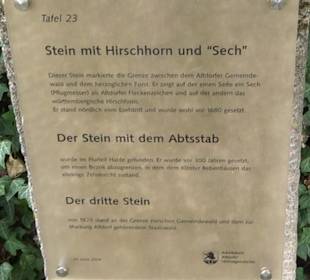 Tafel 23
Stein mit Hirschhorn und "Sech"
Dieser Stein markierte die Grenze zwischen dem Altdorfer Gemeinde-
wald und dem herzoglichen Forst. Er zeigt auf der einen Seite ein Sech
(Pflugmesser) als Altdorfer Fleckenzeichen und auf der andern das
württembergische Hirschhorn.
Er stand nördlich vom und wurde wohl vor 1680 gesetzt.
Der Stein mit dem Abtsstab
wurde im Flurteil Halde gefunden. Er wurde vor 300 Jahren gesetzt,
um einen Bezirk abzugrenzen, in dem dem Kloster Bebenhausen das
alleinige Zehntrecht zustand.
Der dritte Stein
von 1829 stand an der Grenze zwischen Gemeindewald und dem zur
Markung Altdorf gehörenden Staatswald.